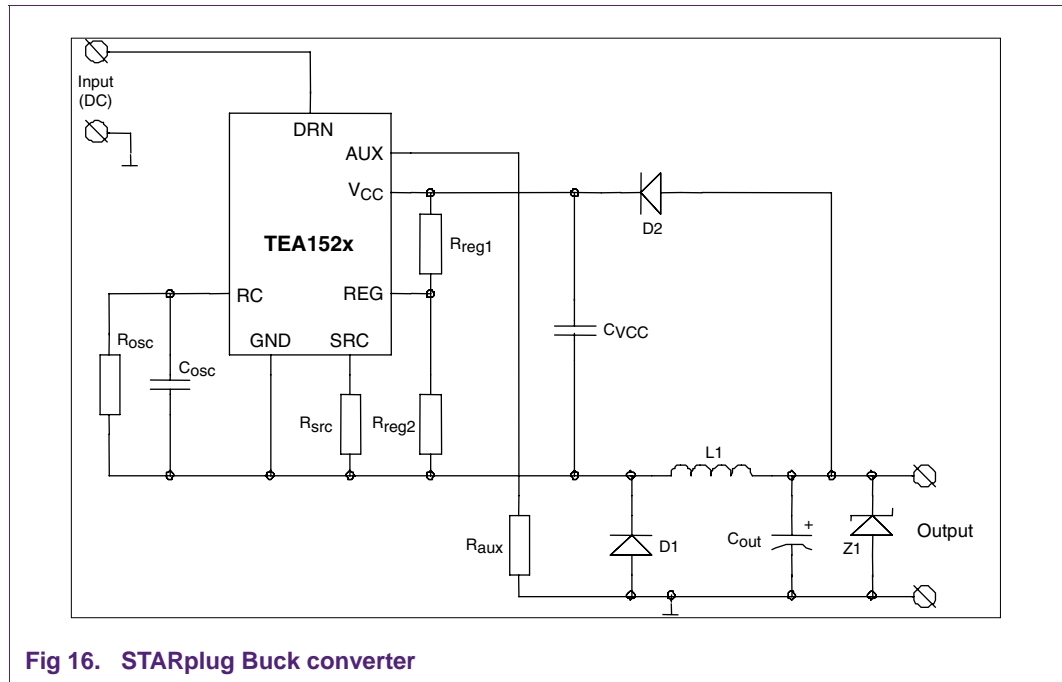 Input
(DC)
DRN
AUX
VCC
D2
TEA152x
Rreg1
RC
REG
CVCC
Rosc
GND
SRC
Cosc
Rsrc
Rreg2
L1
Raux
D1
Cout
+
Z1
Output
Fig 16. STARplug Buck converter